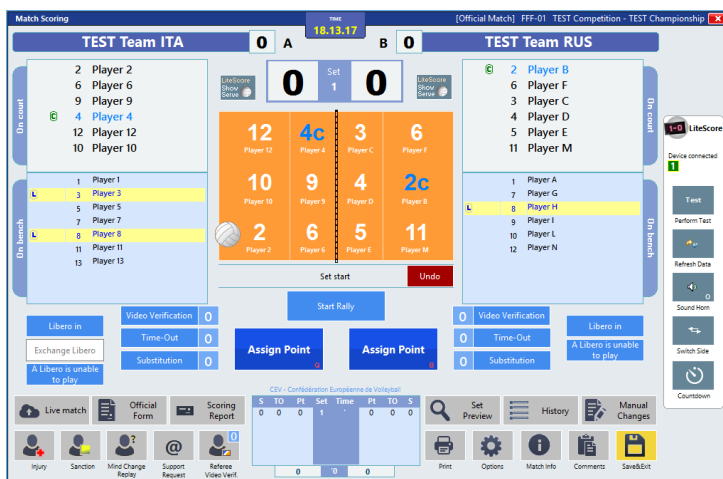 Match Scoring
TIME
18.13.17
[Official Match] FFF-01 TEST Competition - TEST Championship
TEST Team ITA
0 A
B 0
TEST Team RUS
On court
2 Player 2
6 Player 6
9 Player 9
C 4 Player 4
12 Player 12
10 Player 10
LiteScore
Show
Serve
0
Set
1
0
LiteScore
Show
Serve
C 2 Player B
6 Player F
3 Player C
4 Player D
5 Player E
11 Player M
On court
12 4c 3 6
Player 12 Player 4 Player C Player F
10 9 4 2c
Player 10 Player 9 Player D Player B
2 6 5 11
Player 2 Player 6 Player E Player M
On bench
1 Player 1
L 3 Player 3
5 Player 5
7 Player 7
L 8 Player 8
11 Player 11
13 Player 13
1 Player A
7 Player G
L 8 Player H
9 Player I
10 Player L
12 Player N
On bench
1-0 LiteScore
Device connected
1
Test
Perform Test
Refresh Data
Sound Horn
Switch Side
Countdown
Set start
Undo
Start Rally
Libero in
Exchange Libero
A Libero is unable
to play
Video Verification 0
Time-Out 0
Substitution 0
Assign Point
Q
Assign Point
0 Video Verification
0 Time-Out
0 Substitution
Libero in
A Libero is unable
to play
CEV - Confédération Européenne de Volleyball
S TO Pt Set Time Pt TO S
0 0 0 1 ' 0 0 0
0 '0 0
Live match
Official
Form
Scoring
Report
Set
Preview
History
Manual
Changes
Injury
Sanction
Mind Change
Replay
@
Support
Request
0
Referee
Video Verif.
Print
Options
Match Info
Comments
Save&Exit